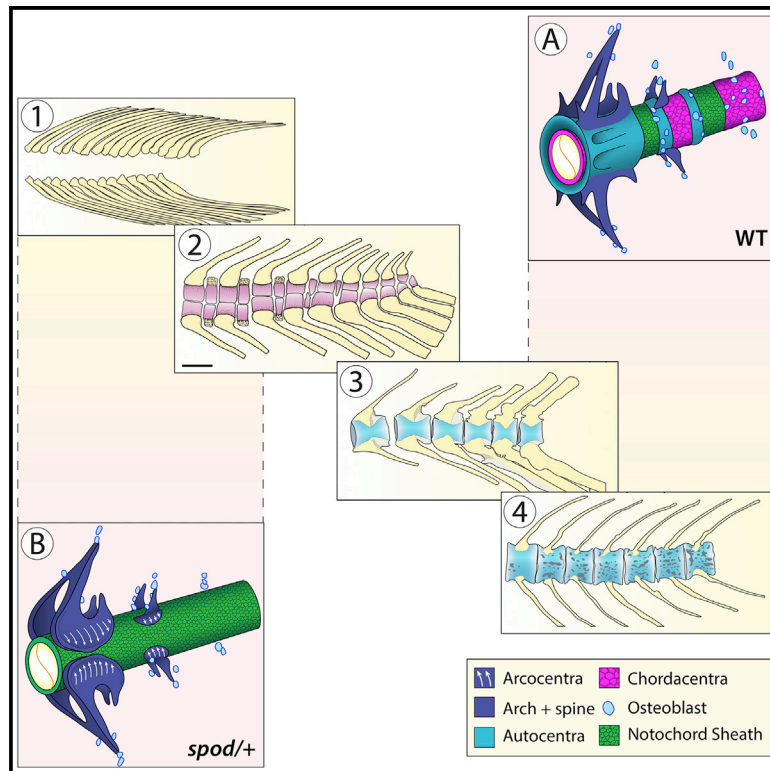 1
A
WT
2
3
4
B
spod/+
Arcocentra
Chordacentra
Arch + spine
Osteoblast
Autocentra
Notochord Sheath